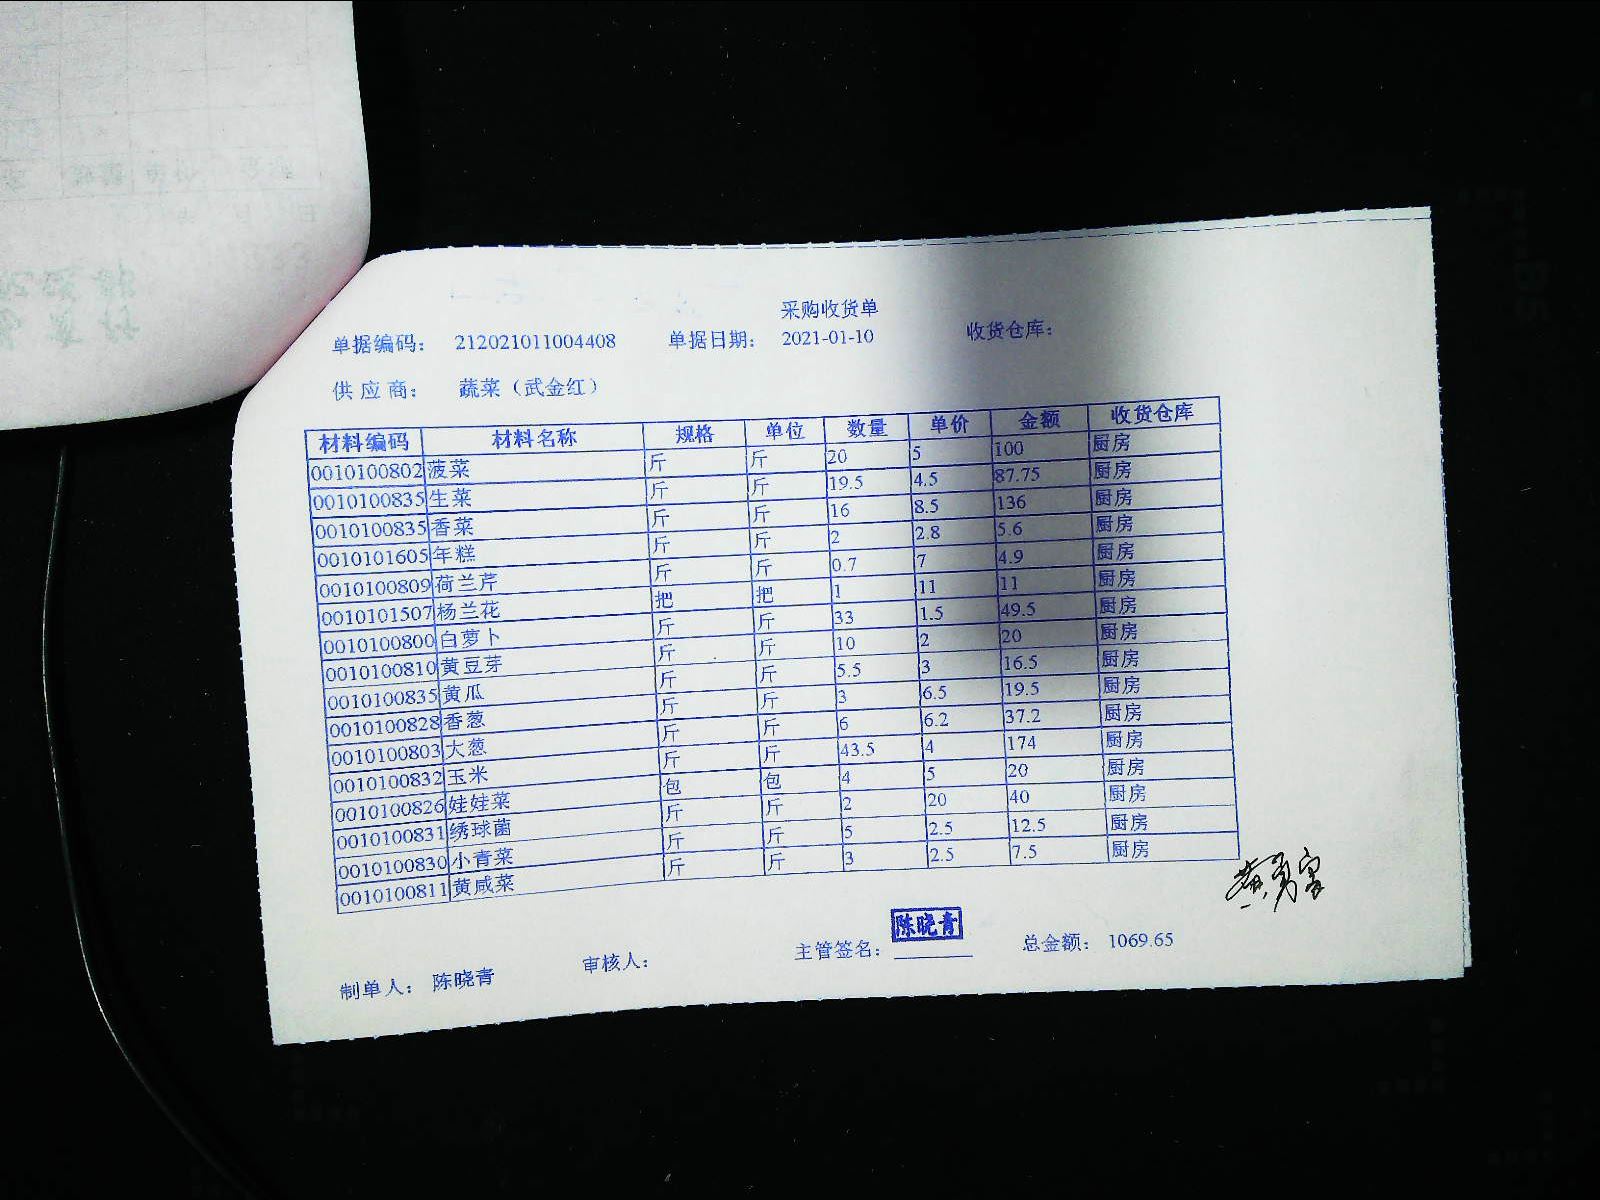 采购收货单
单据编码： 212021011004408 单据日期： 2021-01-10 收货仓库：
供应商： 蔬菜（武金红）
材料编码 材料名称 规格 单位 数量 单价 金额 收货仓库
0010100802 菠菜 斤 斤 20 5 100 厨房
0010100835 生菜 斤 斤 19.5 4.5 87.75 厨房
0010100835 香菜 斤 斤 16 8.5 136 厨房
0010101605 年糕 斤 斤 2 2.8 5.6 厨房
0010100809 荷兰芹 斤 斤 0.7 7 4.9 厨房
0010101507 杨兰花 把 把 1 11 11 厨房
0010100800 白萝卜 斤 斤 33 1.5 49.5 厨房
0010100810 黄豆芽 斤 斤 10 2 20 厨房
0010100835 黄瓜 斤 斤 5.5 3 16.5 厨房
0010100828 香葱 斤 斤 3 6.5 19.5 厨房
0010100803 大葱 斤 斤 6 6.2 37.2 厨房
0010100832 玉米 斤 斤 43.5 4 174 厨房
0010100826 娃娃菜 包 包 4 5 20 厨房
0010100831 绣球菌 斤 斤 2 20 40 厨房
0010100830 小青菜 斤 斤 5 2.5 12.5 厨房
0010100811 黄咸菜 斤 斤 3 2.5 7.5 厨房
黄勇富
制单人： 陈晓青 审核人： 主管签名： 陈晓青 总金额： 1069.65